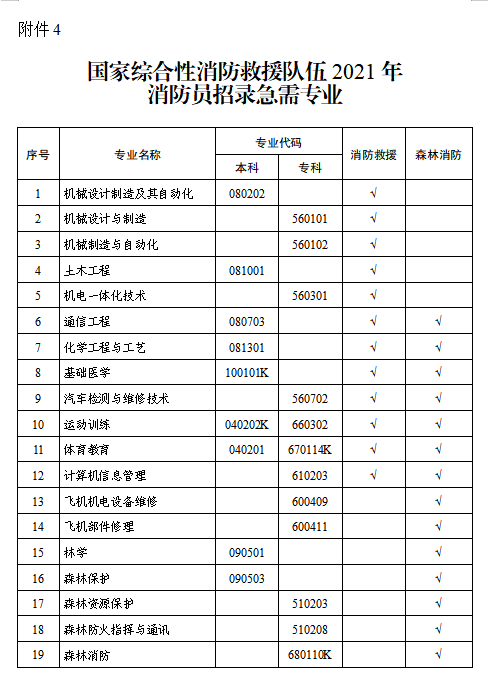 附件 4
国家综合性消防救援队伍 2021 年
消防员招录急需专业
序号 专业名称 专业代码 消防救援 森林消防
本科 专科
1 机械设计制造及其自动化 080202 √
2 机械设计与制造 560101 √
3 机械制造与自动化 560102 √
4 土木工程 081001 √
5 机电一体化技术 560301 √
6 通信工程 080703 √ √
7 化学工程与工艺 081301 √ √
8 基础医学 100101K √ √
9 汽车检测与维修技术 560702 √ √
10 运动训练 040202K 660302 √ √
11 体育教育 040201 670114K √ √
12 计算机信息管理 610203 √ √
13 飞机机电设备维修 600409 √
14 飞机部件修理 600411 √
15 林学 090501 √
16 森林保护 090503 √
17 森林资源保护 510203 √
18 森林防火指挥与通讯 510208 √
19 森林消防 680110K √